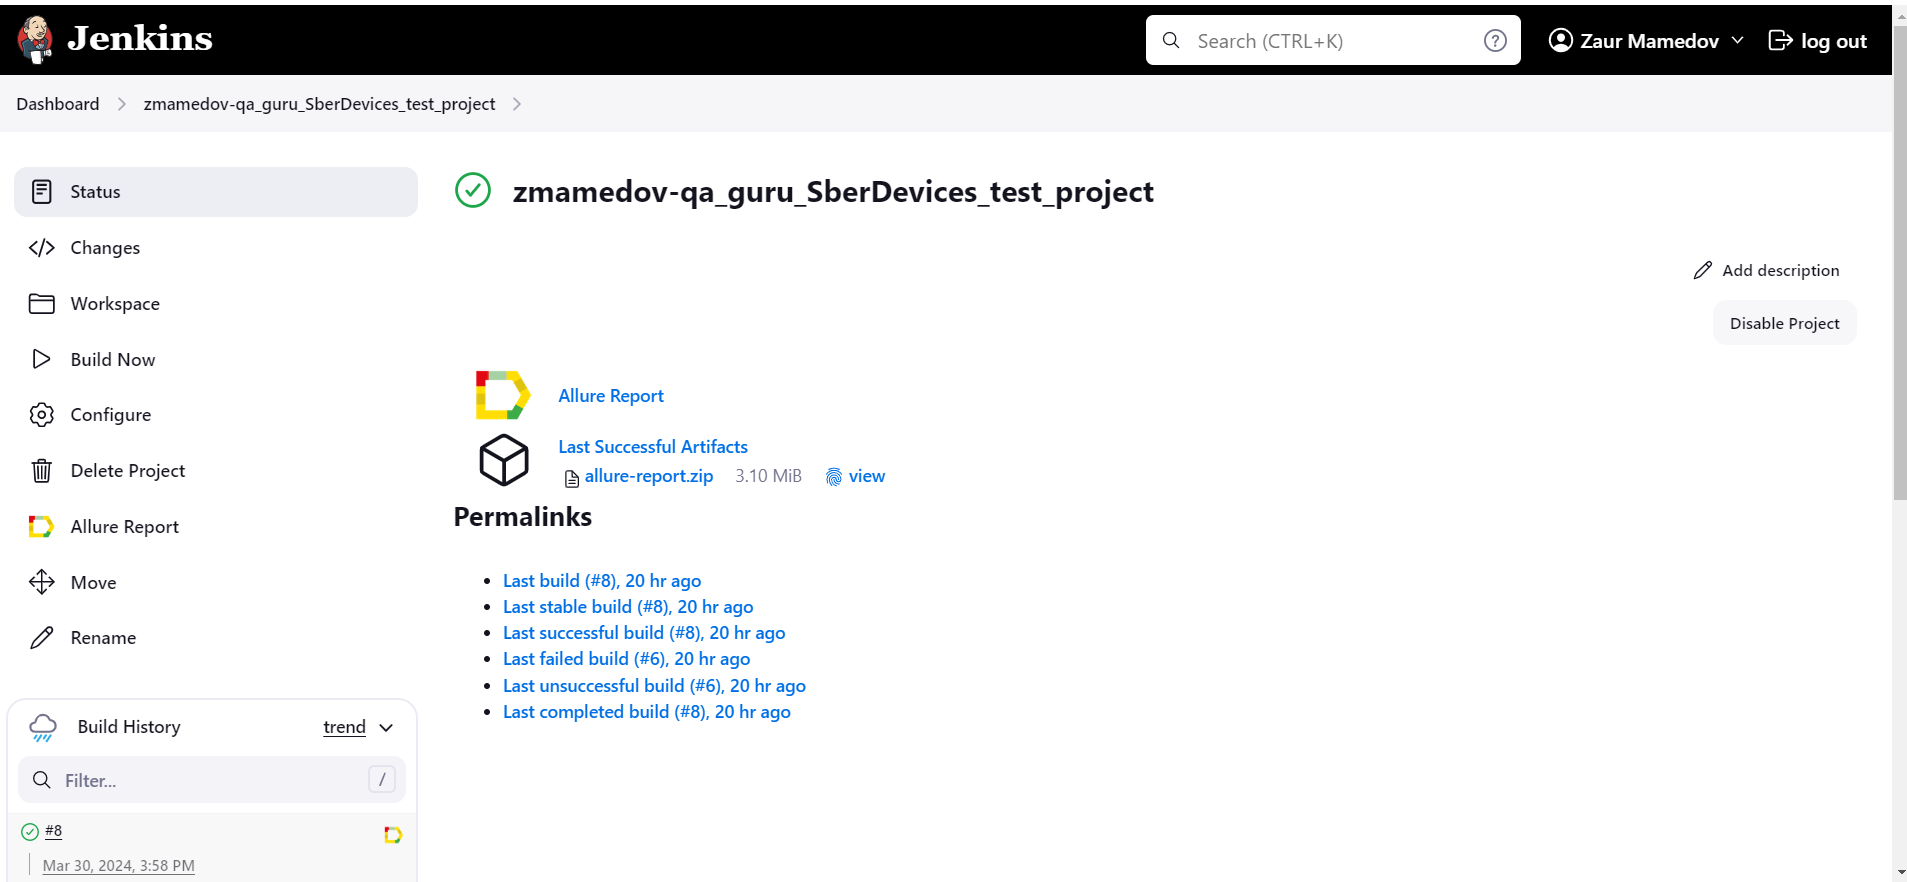 Jenkins
Search (CTRL+K)
Zaur Mamedov
log out
Dashboard
zmamedov-qa_guru_SberDevices_test_project
Status
Changes
Workspace
Build Now
Configure
Delete Project
Allure Report
Move
Rename
Build History
trend
Filter...
/
#8
Mar 30, 2024, 3:58 PM
zmamedov-qa_guru_SberDevices_test_project
Add description
Disable Project
Allure Report
Last Successful Artifacts
allure-report.zip 3.10 MiB view
Permalinks
Last build (#8), 20 hr ago
Last stable build (#8), 20 hr ago
Last successful build (#8), 20 hr ago
Last failed build (#6), 20 hr ago
Last unsuccessful build (#6), 20 hr ago
Last completed build (#8), 20 hr ago